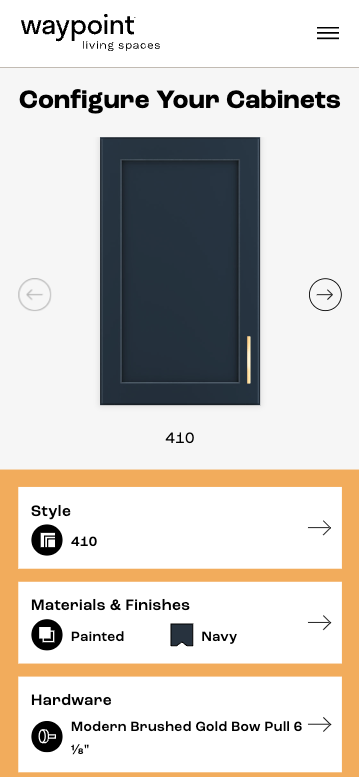 waypoint
living spaces
Configure Your Cabinets
410
Style
410
Materials & Finishes
Painted
Navy
Hardware
Modern Brushed Gold Bow Pull 6
⅛"